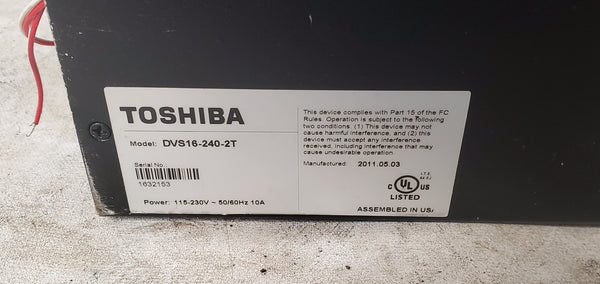 TOSHIBA
Model: DVS16-240-2T
Serial No.:
1632153
Power: 115-230V ~ 50/60Hz 10A
This device complies with Part 15 of the FC
Rules. Operation is subject to the following
two conditions: (1) This device may not
cause harmful interference, and (2) this
device must accept any interference
received, including interference that may
cause undesirable operation.
Manufactured: 2011.05.03
I.T.E.
C UL US
LISTED
ASSEMBLED IN US